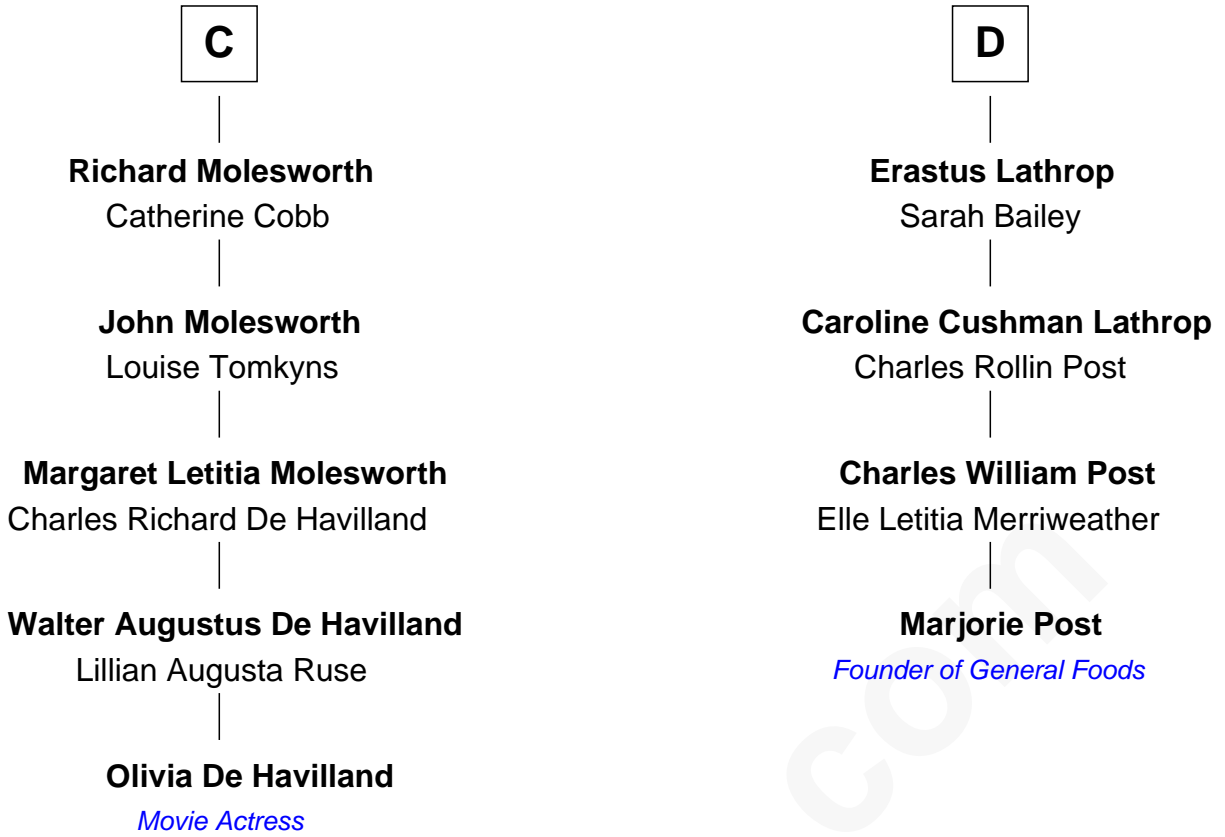 C
Richard Molesworth
Catherine Cobb
John Molesworth
Louise Tomkyns
Margaret Letitia Molesworth
Charles Richard De Havilland
Walter Augustus De Havilland
Lillian Augusta Ruse
Olivia De Havilland
Movie Actress
D
Erastus Lathrop
Sarah Bailey
Caroline Cushman Lathrop
Charles Rollin Post
Charles William Post
Elle Letitia Merriweather
Marjorie Post
Founder of General Foods
com